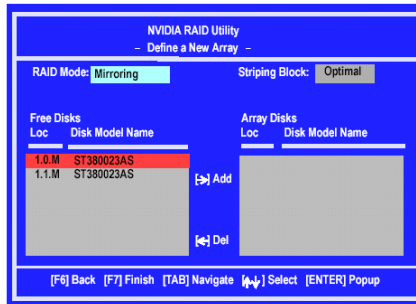 NVIDIA RAID Utility
– Define a New Array –
RAID Mode: Mirroring Striping Block: Optimal
Free Disks Array Disks
Loc Disk Model Name Loc Disk Model Name
1.0.M ST380023AS
1.1.M ST380023AS
[→] Add
[←] Del
[F6] Back [F7] Finish [TAB] Navigate [↑↓] Select [ENTER] Popup